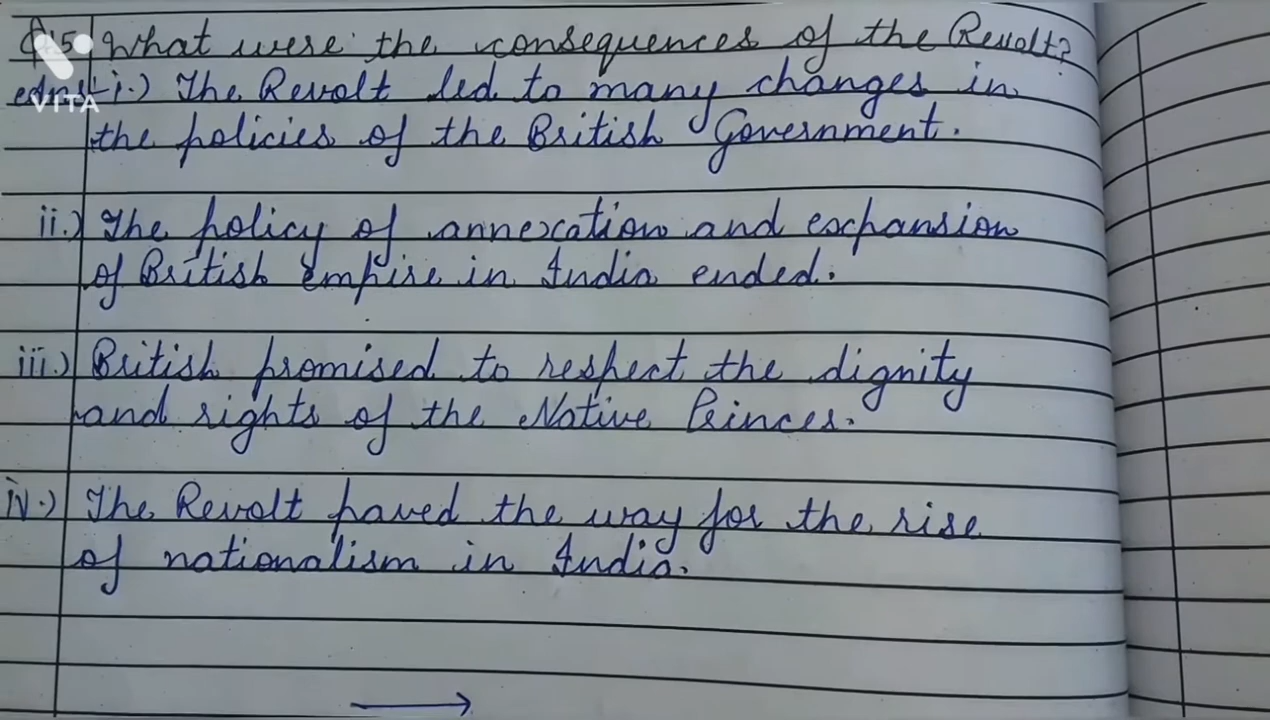 Q.5 What were the consequences of the Revolt?
Ans- i.) The Revolt led to many changes in
VITA
the policies of the British Government.
ii.) The policy of annexation and expansion
of British Empire in India ended.
iii.) British promised to respect the dignity
and rights of the Native Princes.
iv.) The Revolt paved the way for the rise
of nationalism in India.